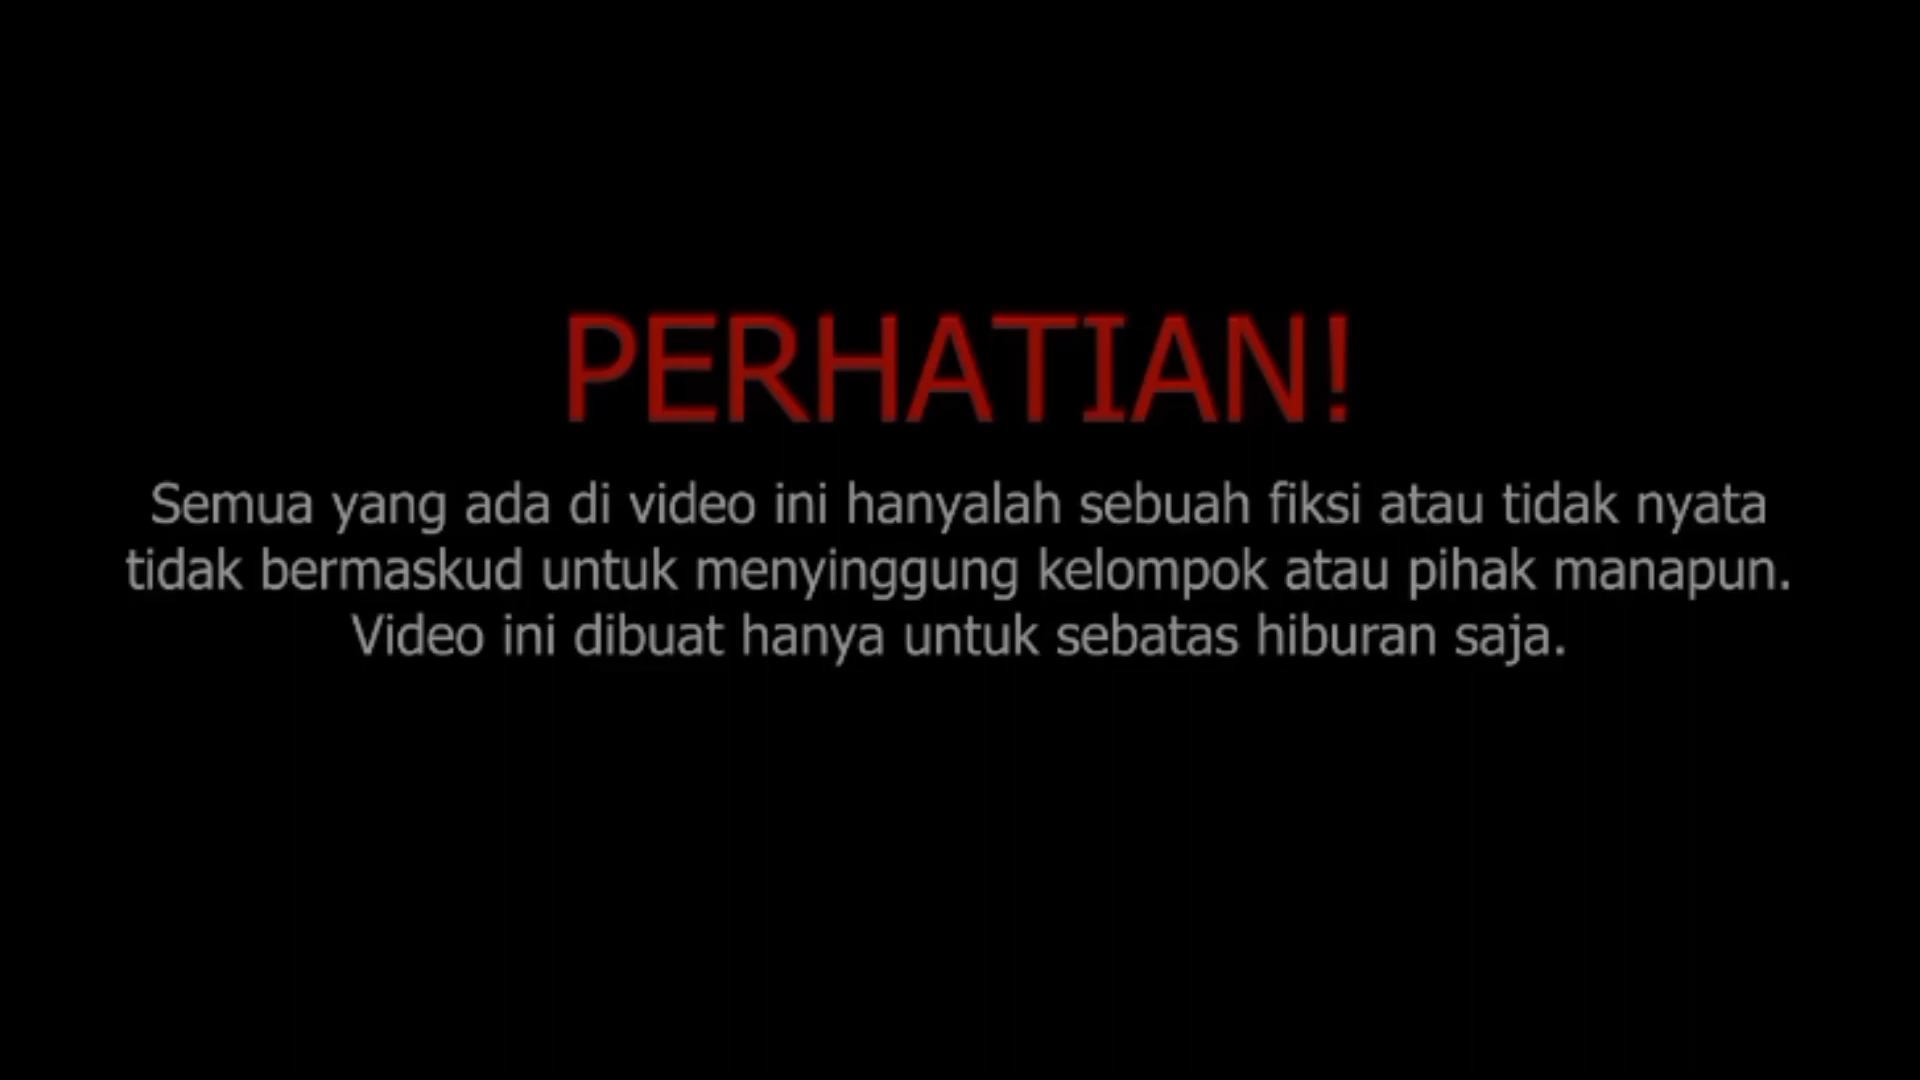 PERHATIAN!
Semua yang ada di video ini hanyalah sebuah fiksi atau tidak nyata
tidak bermaskud untuk menyinggung kelompok atau pihak manapun.
Video ini dibuat hanya untuk sebatas hiburan saja.